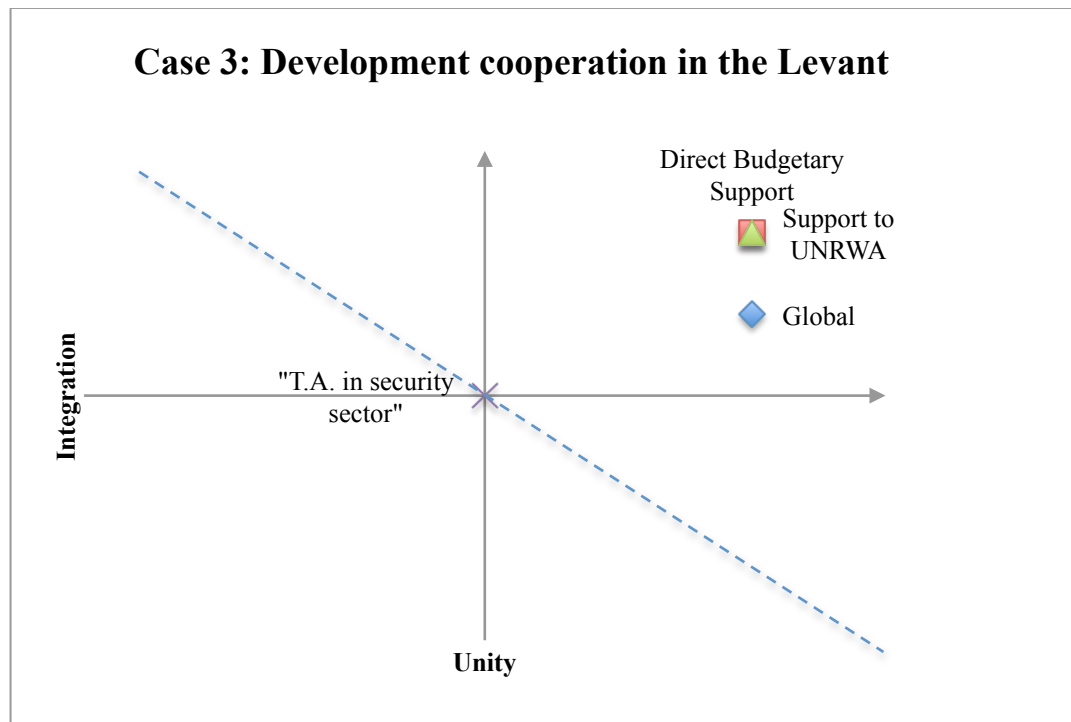 Case 3: Development cooperation in the Levant
Direct Budgetary
Support
Support to
UNRWA
Global
"T.A. in security
sector"
Integration
Unity